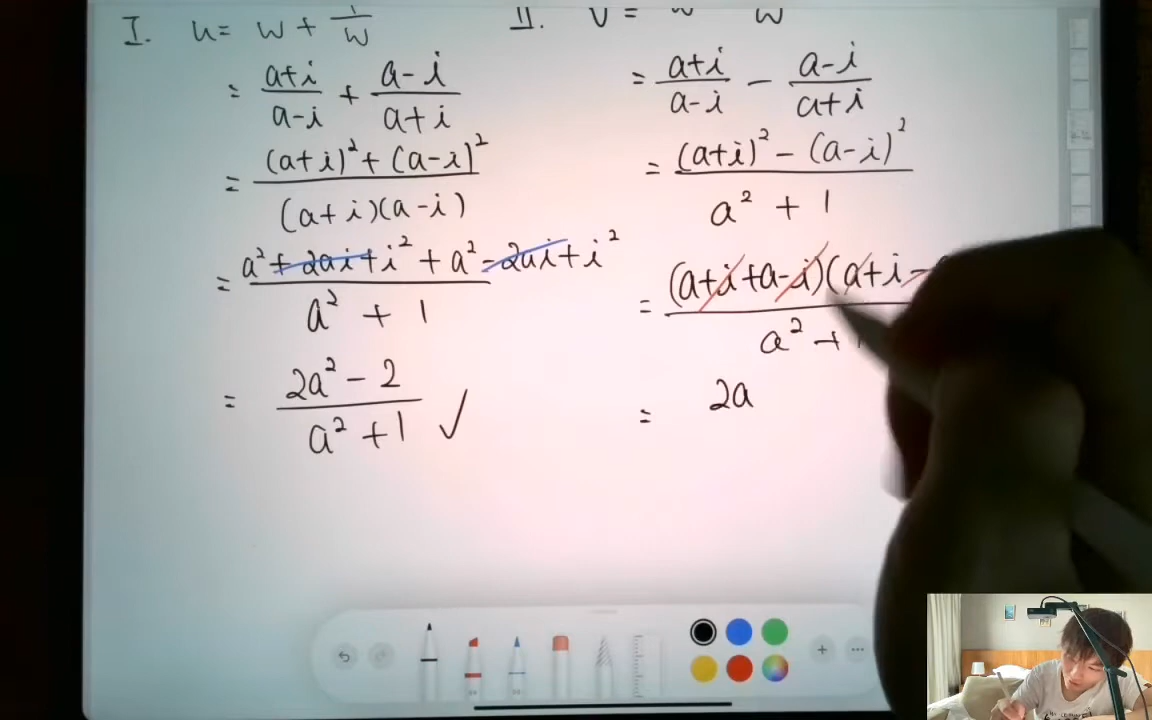 I. u = w + 1/w
= (a+i)/(a-i) + (a-i)/(a+i)
= ((a+i)² + (a-i)²)/((a+i)(a-i))
= (a² + 2ai + i² + a² - 2ai + i²)/(a² + 1)
= (2a² - 2)/(a² + 1) ✓
II. V = w w
= (a+i)/(a-i) - (a-i)/(a+i)
= ((a+i)² - (a-i)²)/(a² + 1)
= (a+i+a-i)(a+i- / a² +
= 2a